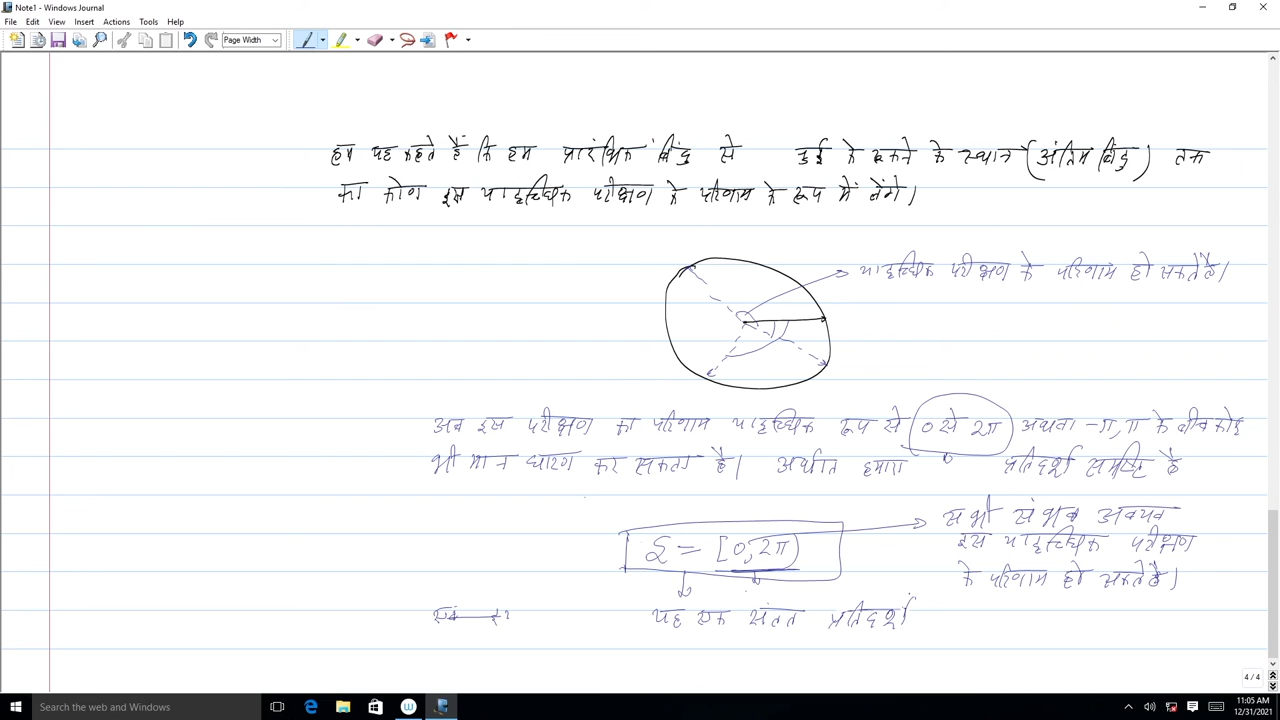 Note1 - Windows Journal
File Edit View Insert Actions Tools Help
Page Width
हम यह कहते हैं कि हम प्रारंभिक बिंदु से सुई के रुकने के स्थान (अंतिम बिंदु) तक
का कोण इस यादृच्छिक परीक्षण के परिणाम के रूप में लेंगे।
यादृच्छिक परीक्षण के परिणाम हो सकते है।
अब इस परीक्षण का परिणाम यादृच्छिक रूप से 0 से 2π अथवा -π, π के बीच कोई
भी मान धारण कर सकता है। अर्थात हमारा प्रतिदर्श समष्टि है
S = [0, 2π)
सभी संभव अवयव
इस यादृच्छिक परीक्षण
के परिणाम हो सकते है।
यह एक संतत प्रतिदर्श
4 / 4
Search the web and Windows
11:05 AM
12/31/2021